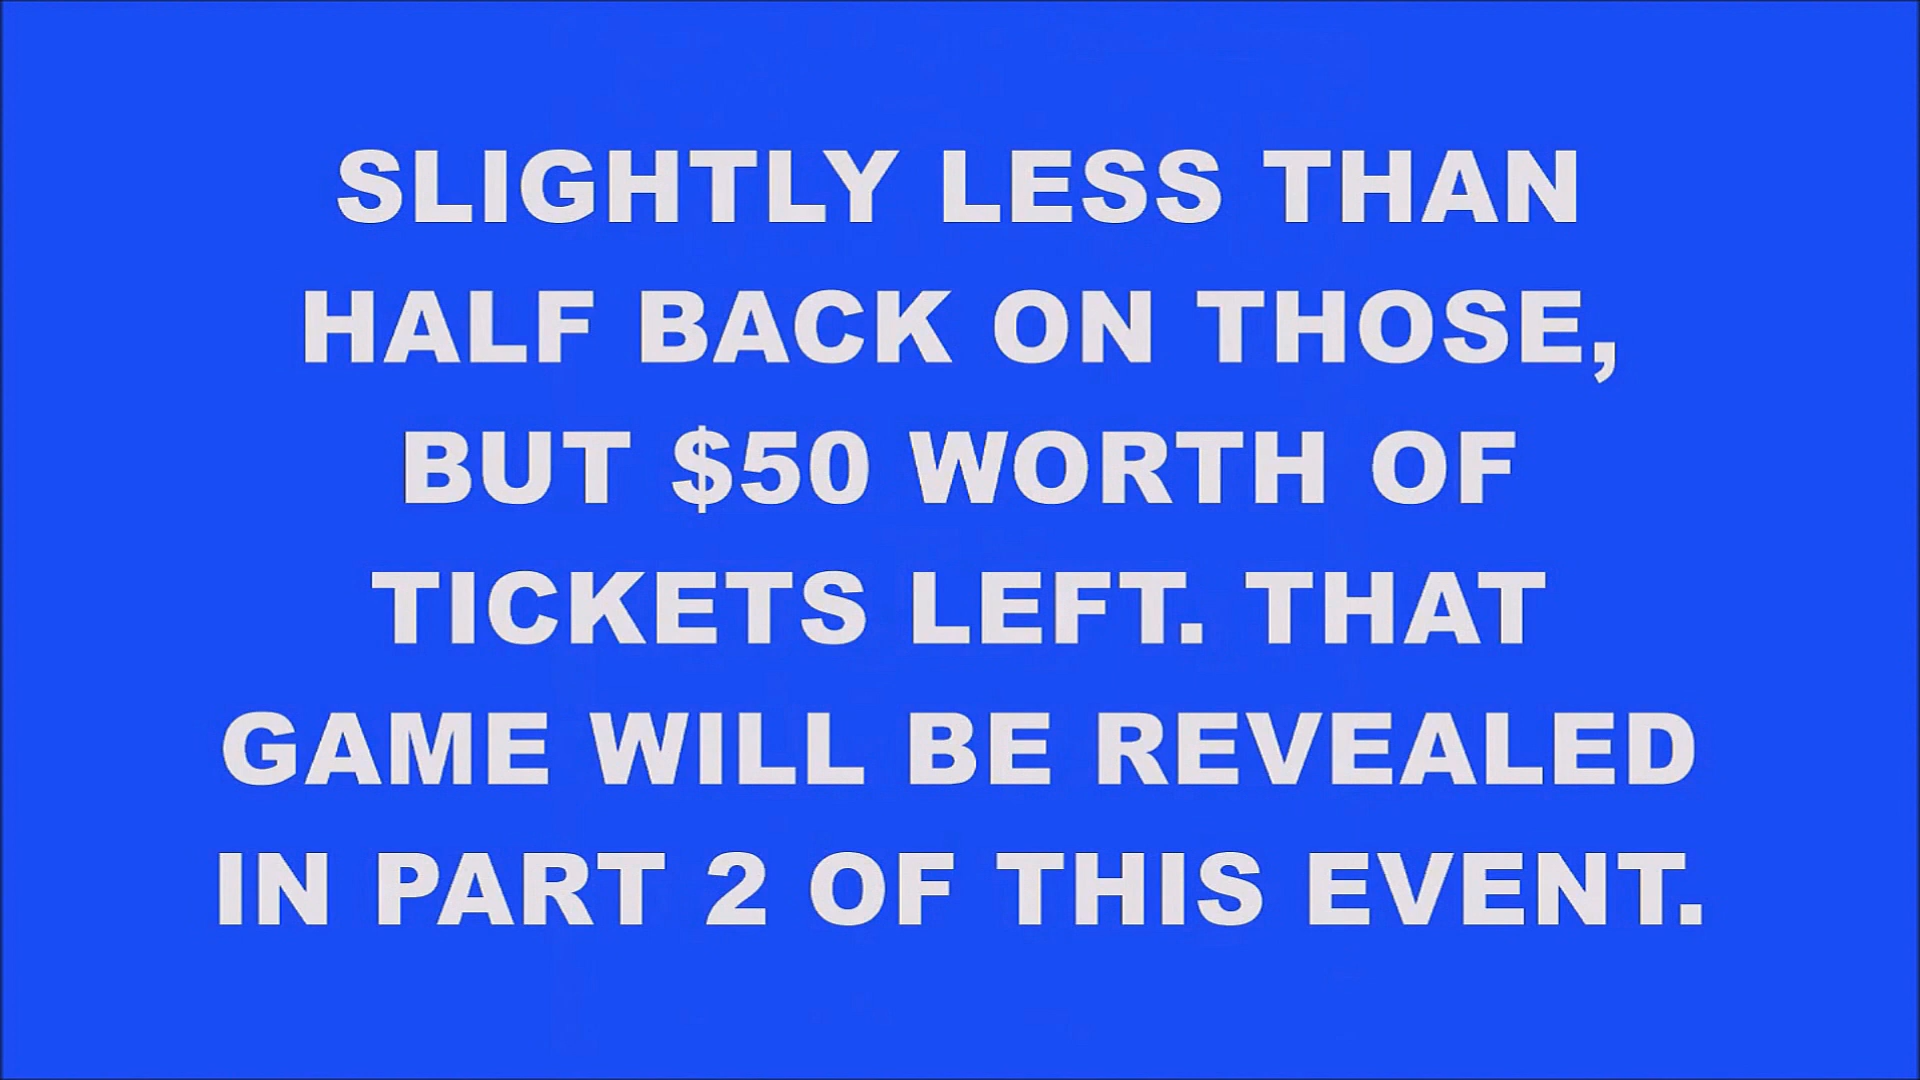 SLIGHTLY LESS THAN
HALF BACK ON THOSE,
BUT $50 WORTH OF
TICKETS LEFT. THAT
GAME WILL BE REVEALED
IN PART 2 OF THIS EVENT.